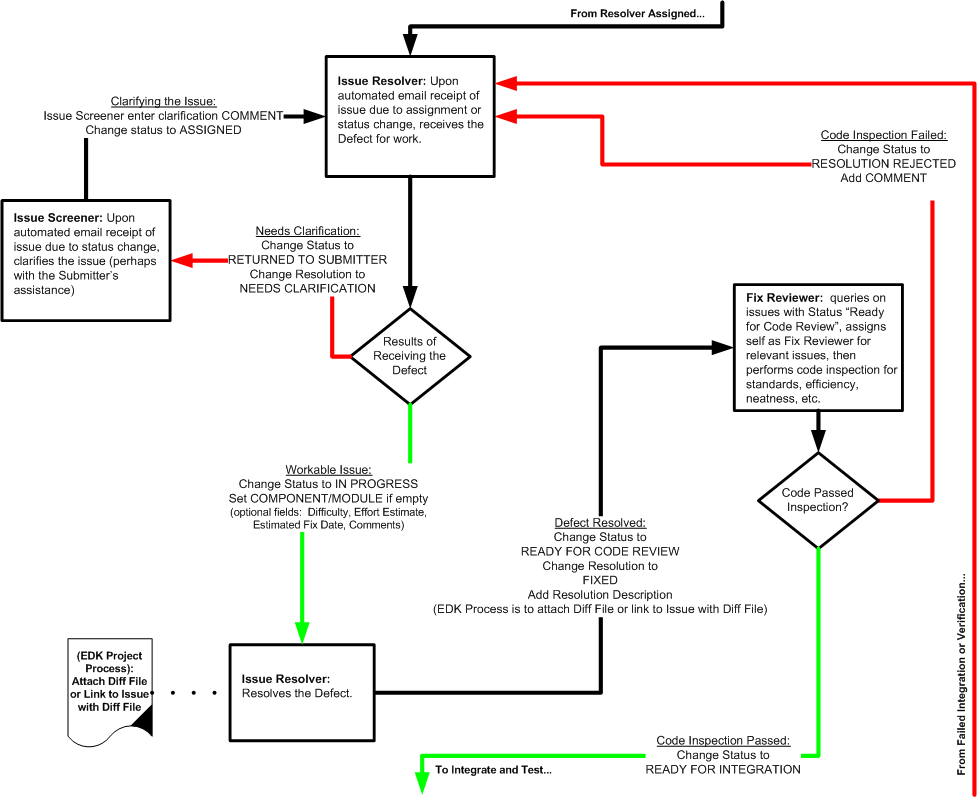 From Resolver Assigned...
Issue Resolver: Upon
automated email receipt of
issue due to assignment or
status change, receives the
Defect for work.
Clarifying the Issue:
Issue Screener enter clarification COMMENT
Change status to ASSIGNED
Code Inspection Failed:
Change Status to
RESOLUTION REJECTED
Add COMMENT
Issue Screener: Upon
automated email receipt of
issue due to status change,
clarifies the issue (perhaps
with the Submitter's
assistance)
Needs Clarification:
Change Status to
RETURNED TO SUBMITTER
Change Resolution to
NEEDS CLARIFICATION
Results of
Receiving the
Defect
Fix Reviewer: queries on
issues with Status “Ready
for Code Review”, assigns
self as Fix Reviewer for
relevant issues, then
performs code inspection for
standards, efficiency,
neatness, etc.
Workable Issue:
Change Status to IN PROGRESS
Set COMPONENT/MODULE if empty
(optional fields: Difficulty, Effort Estimate,
Estimated Fix Date, Comments)
Code Passed
Inspection?
Defect Resolved:
Change Status to
READY FOR CODE REVIEW
Change Resolution to
FIXED
Add Resolution Description
(EDK Process is to attach Diff File or link to Issue with Diff File)
(EDK Project
Process):
Attach Diff File
or Link to Issue
with Diff File
Issue Resolver:
Resolves the Defect.
From Failed Integration or Verification...
Code Inspection Passed:
Change Status to
READY FOR INTEGRATION
To Integrate and Test...